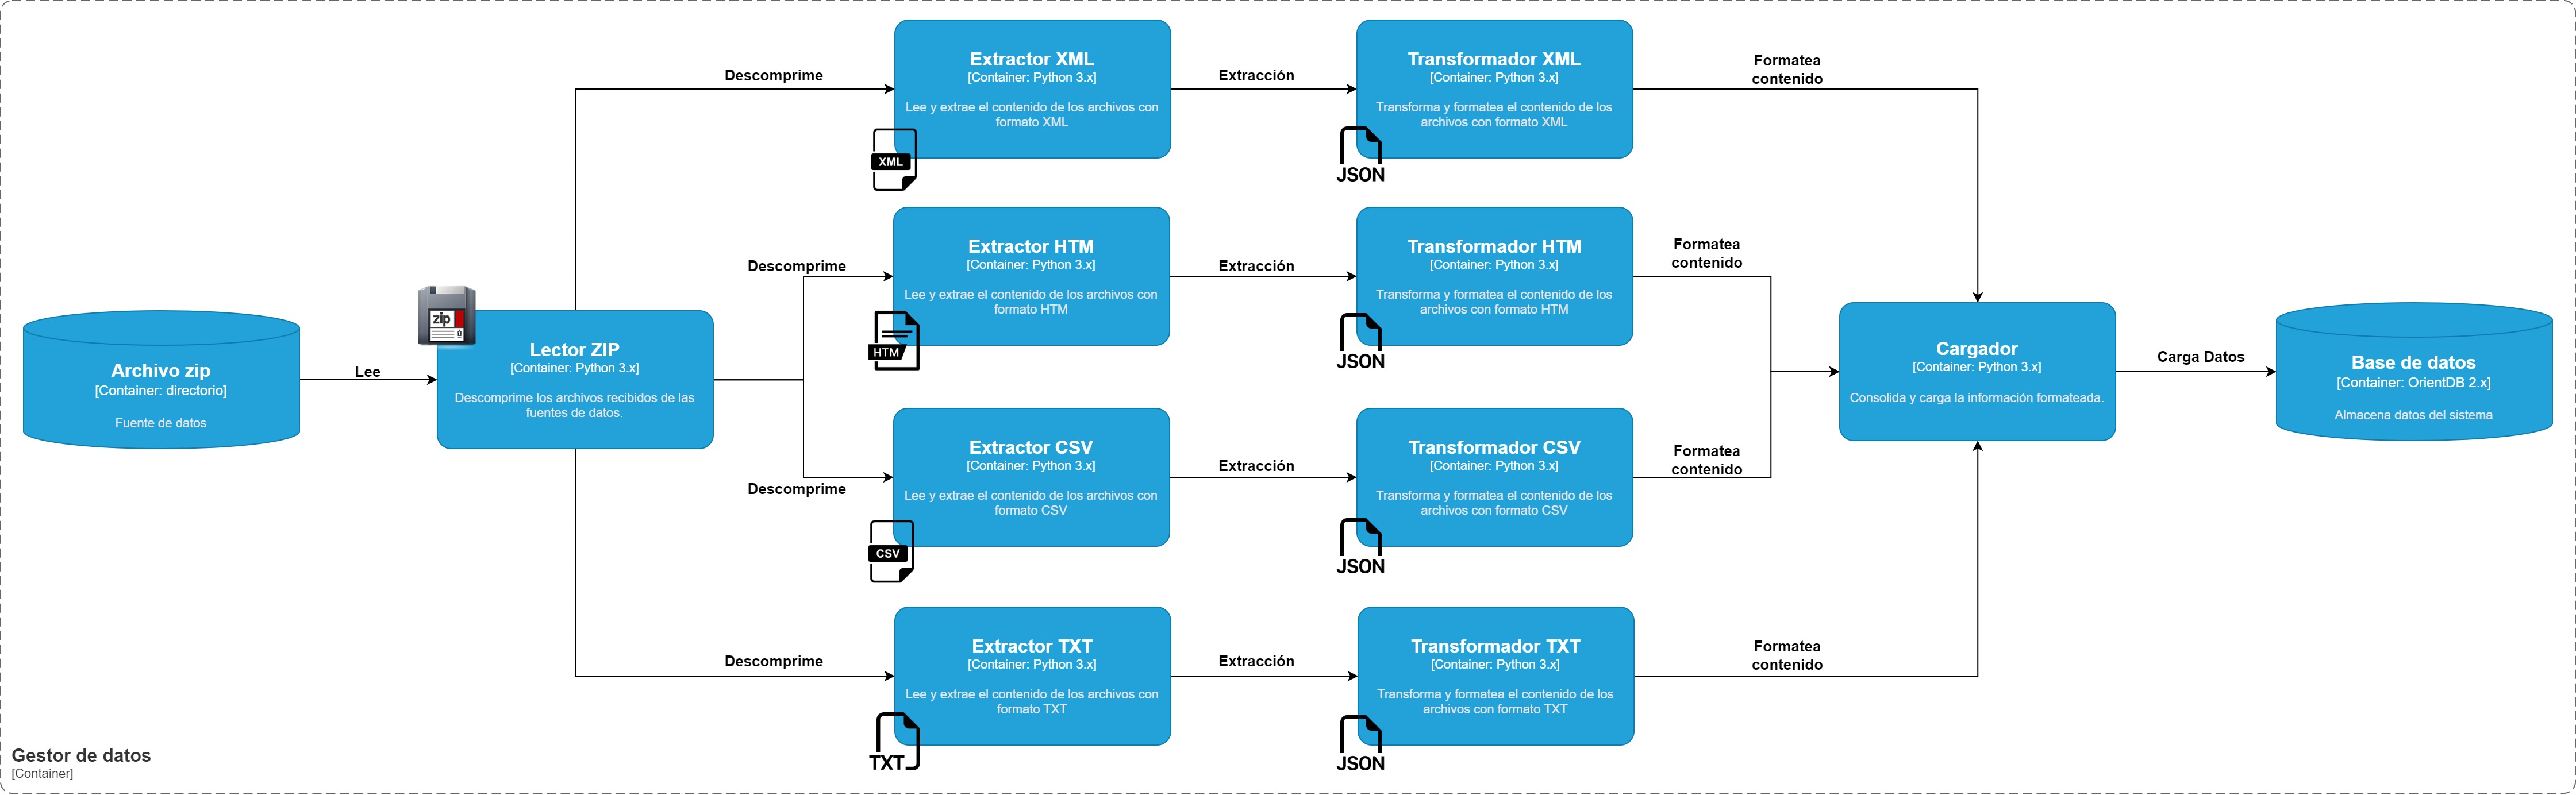 Archivo zip
[Container: directorio]
Fuente de datos
Lee
zip
Lector ZIP
[Container: Python 3.x]
Descomprime los archivos recibidos de las
fuentes de datos.
Descomprime
Extractor XML
[Container: Python 3.x]
Lee y extrae el contenido de los archivos con
formato XML
XML
Extracción
Transformador XML
[Container: Python 3.x]
Transforma y formatea el contenido de los
archivos con formato XML
JSON
Formatea
contenido
Descomprime
Extractor HTM
[Container: Python 3.x]
Lee y extrae el contenido de los archivos con
formato HTM
HTM
Extracción
Transformador HTM
[Container: Python 3.x]
Transforma y formatea el contenido de los
archivos con formato HTM
JSON
Formatea
contenido
Descomprime
Extractor CSV
[Container: Python 3.x]
Lee y extrae el contenido de los archivos con
formato CSV
CSV
Extracción
Transformador CSV
[Container: Python 3.x]
Transforma y formatea el contenido de los
archivos con formato CSV
JSON
Formatea
contenido
Descomprime
Extractor TXT
[Container: Python 3.x]
Lee y extrae el contenido de los archivos con
formato TXT
TXT
Extracción
Transformador TXT
[Container: Python 3.x]
Transforma y formatea el contenido de los
archivos con formato TXT
JSON
Formatea
contenido
Cargador
[Container: Python 3.x]
Consolida y carga la información formateada.
Carga Datos
Base de datos
[Container: OrientDB 2.x]
Almacena datos del sistema
Gestor de datos
[Container]